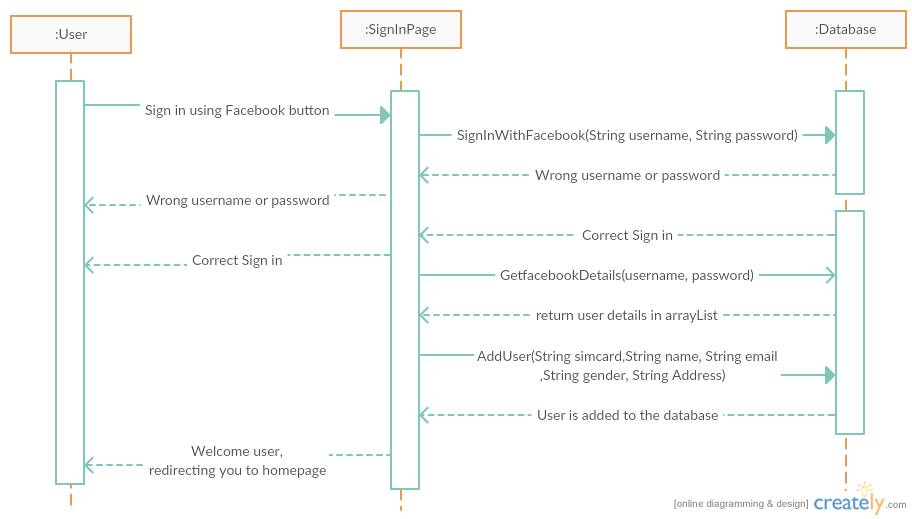 :User
:SignInPage
:Database
Sign in using Facebook button
SignInWithFacebook(String username, String password)
Wrong username or password
Wrong username or password
Correct Sign in
Correct Sign in
GetfacebookDetails(username, password)
return user details in arrayList
AddUser(String simcard,String name, String email
,String gender, String Address)
User is added to the database
Welcome user,
redirecting you to homepage
[online diagramming & design] creately.com